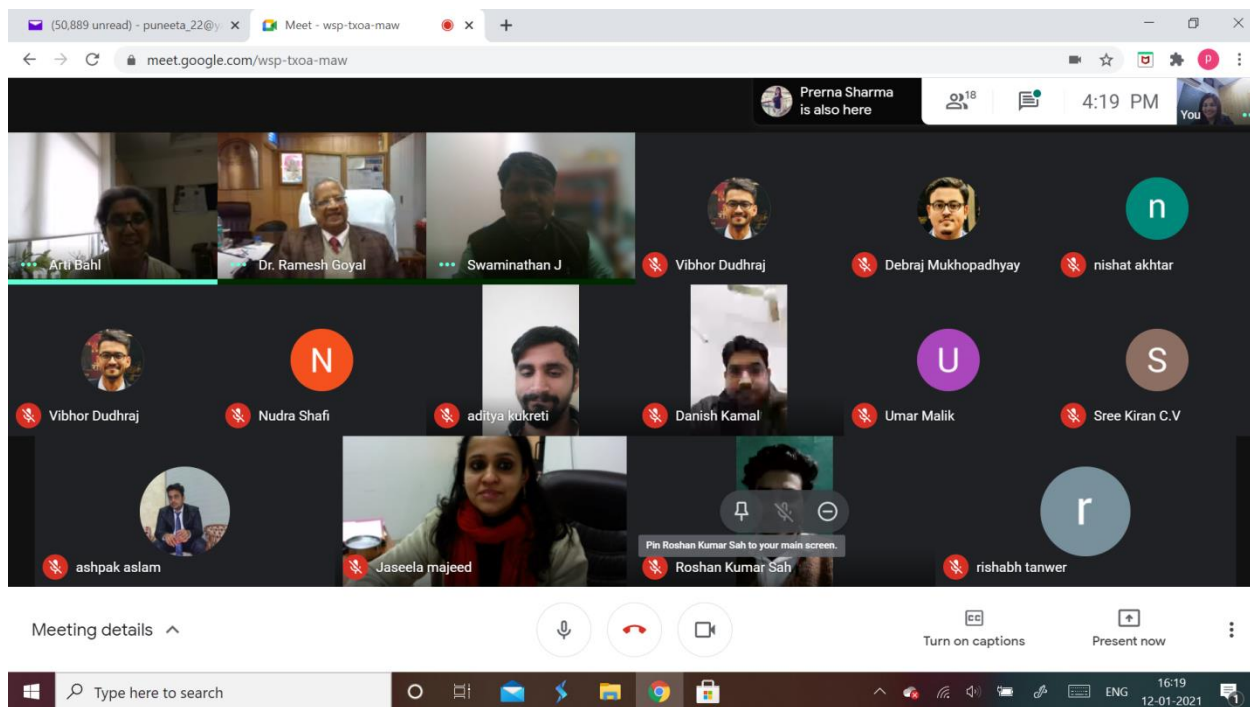 (50,889 unread) - puneeta_22@y
Meet - wsp-txoa-maw
meet.google.com/wsp-txoa-maw
P
Prerna Sharma
is also here
18
4:19 PM
You
Arti Bahl
Dr. Ramesh Goyal
Swaminathan J
Vibhor Dudhraj
Debraj Mukhopadhyay
n
nishat akhtar
Vibhor Dudhraj
N
Nudra Shafi
aditya kukreti
Danish Kamal
U
Umar Malik
S
Sree Kiran C.V
ashpak aslam
Jaseela majeed
Pin Roshan Kumar Sah to your main screen.
Roshan Kumar Sah
r
rishabh tanwer
Meeting details
CC
Turn on captions
Present now
Type here to search
ENG
16:19
12-01-2021
1